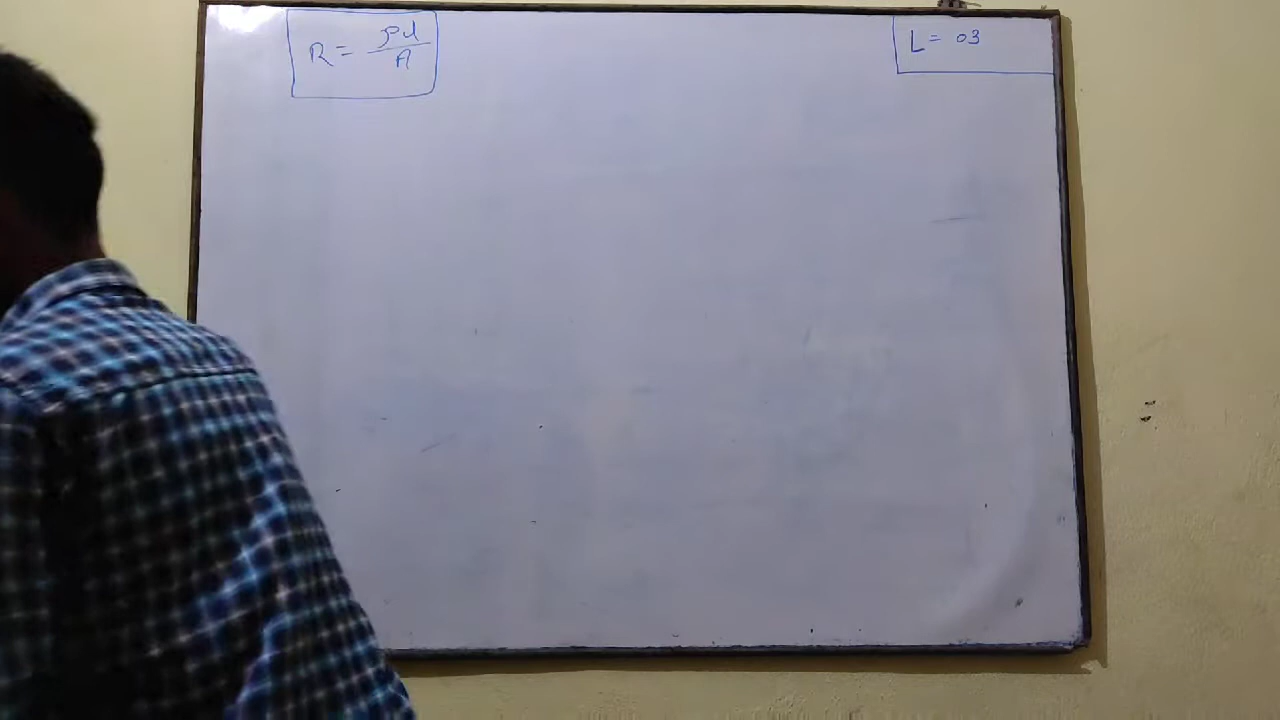 R = ρl/A
L = 03